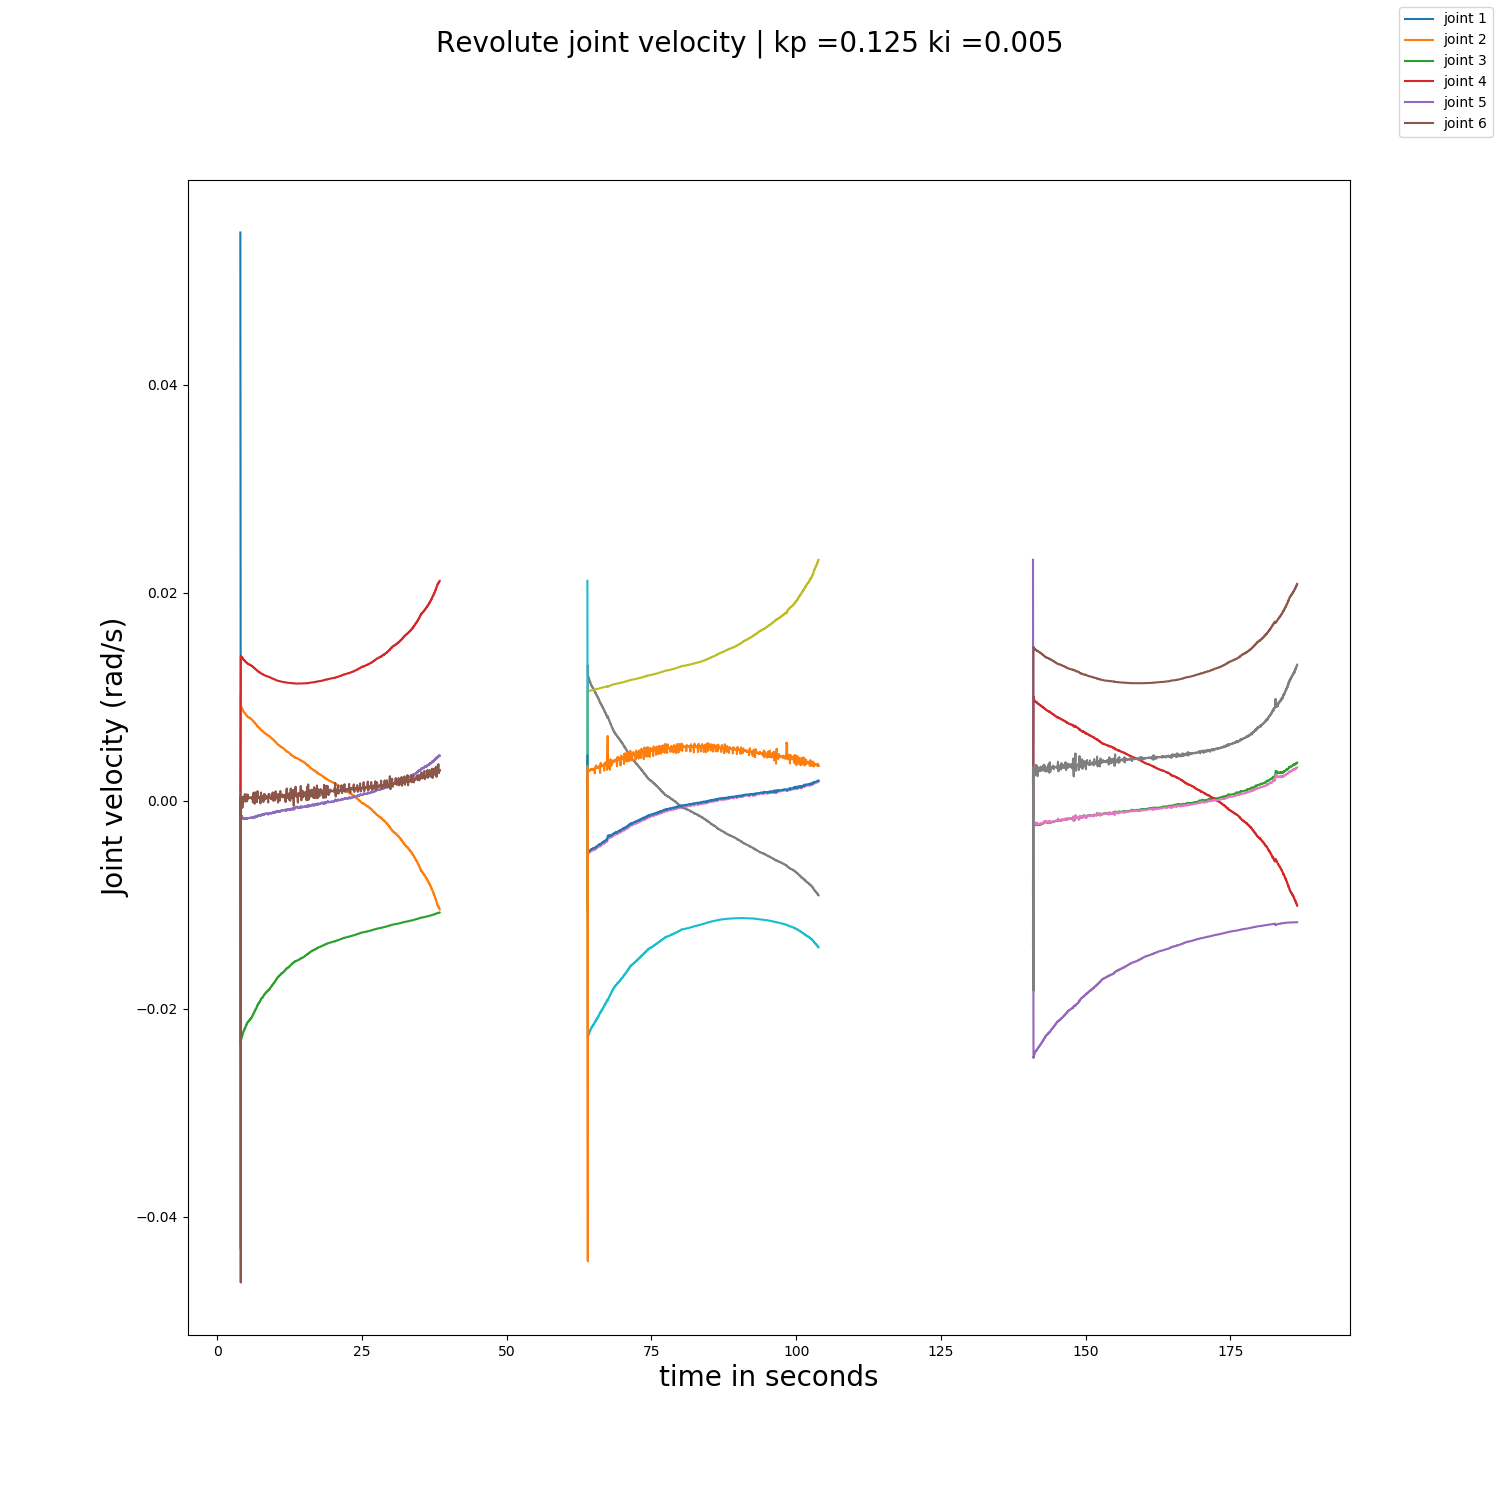 Revolute joint velocity | kp =0.125 ki =0.005
joint 1
joint 2
joint 3
joint 4
joint 5
joint 6
Joint velocity (rad/s)
0.04
0.02
0.00
−0.02
−0.04
0 25 50 75 100 125 150 175
time in seconds